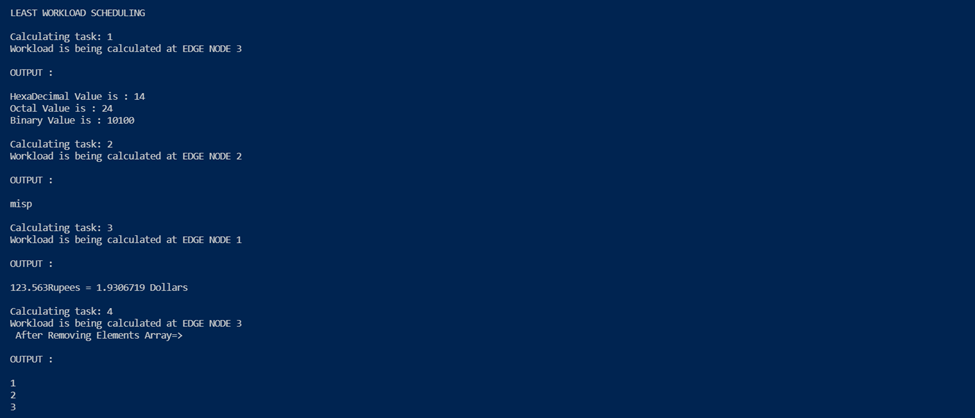 LEAST WORKLOAD SCHEDULING
Calculating task: 1
Workload is being calculated at EDGE NODE 3
OUTPUT :
HexaDecimal Value is : 14
Octal Value is : 24
Binary Value is : 10100
Calculating task: 2
Workload is being calculated at EDGE NODE 2
OUTPUT :
misp
Calculating task: 3
Workload is being calculated at EDGE NODE 1
OUTPUT :
123.563Rupees = 1.9306719 Dollars
Calculating task: 4
Workload is being calculated at EDGE NODE 3
After Removing Elements Array=>
OUTPUT :
1
2
3